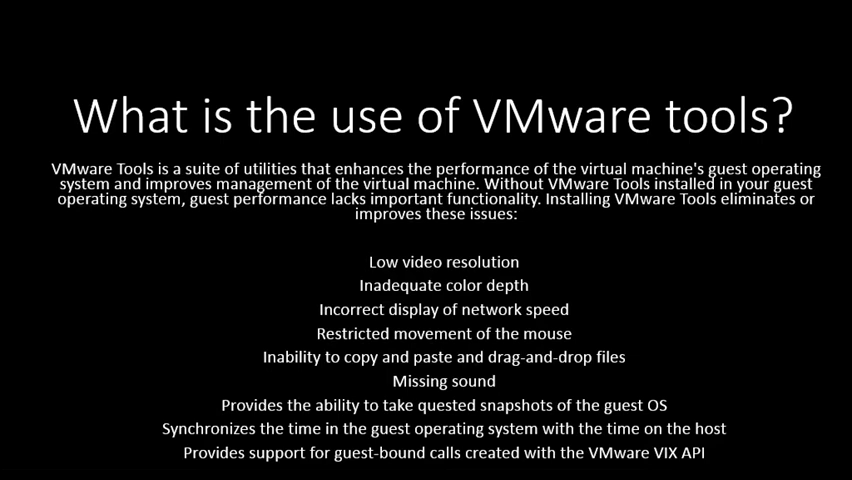 What is the use of VMware tools?
VMware Tools is a suite of utilities that enhances the performance of the virtual machine's guest operating
system and improves management of the virtual machine. Without VMware Tools installed in your guest
operating system, guest performance lacks important functionality. Installing VMware Tools eliminates or
improves these issues:
Low video resolution
Inadequate color depth
Incorrect display of network speed
Restricted movement of the mouse
Inability to copy and paste and drag-and-drop files
Missing sound
Provides the ability to take quested snapshots of the guest OS
Synchronizes the time in the guest operating system with the time on the host
Provides support for guest-bound calls created with the VMware VIX API